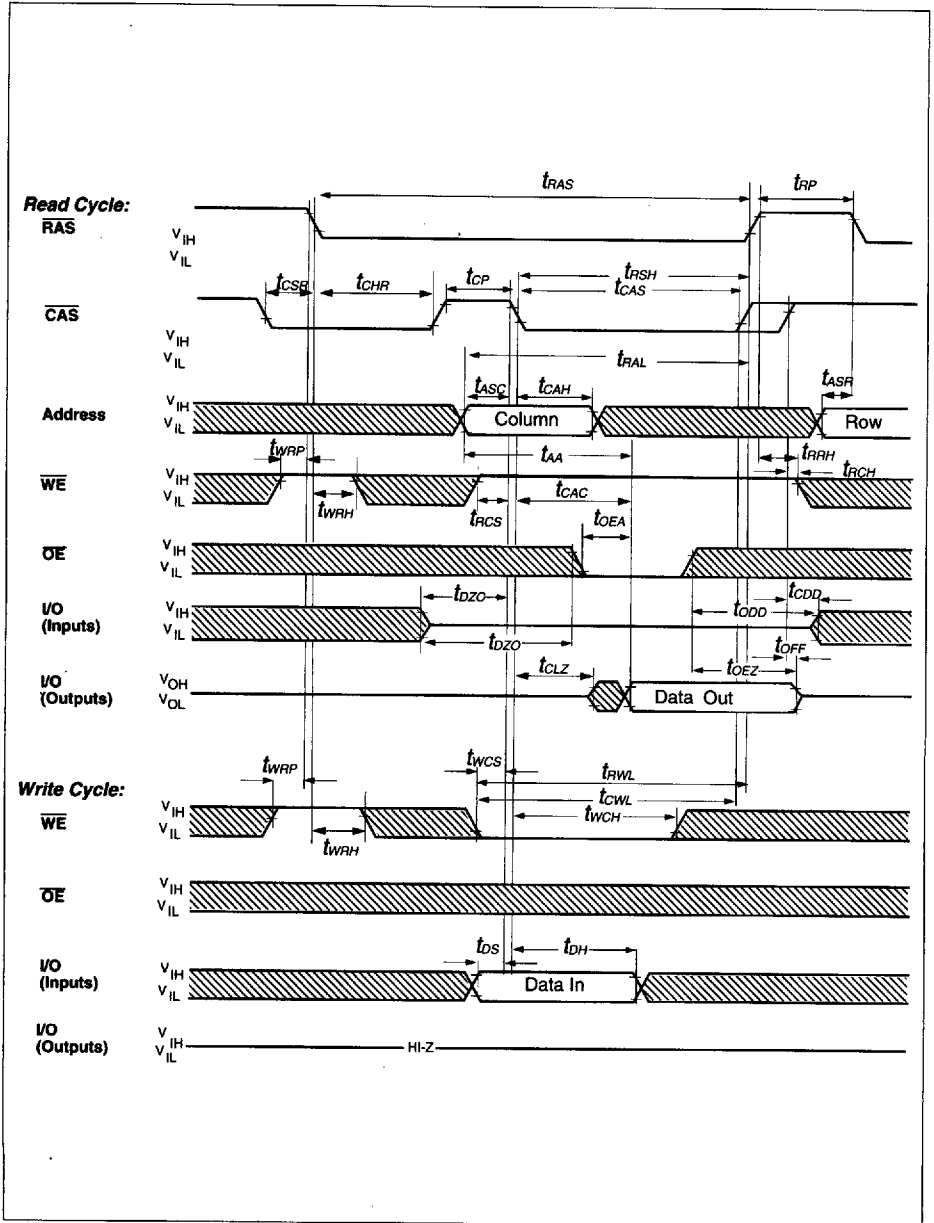 tRAS
tRP
Read Cycle:
RAS
VIH
VIL
tCSR
tCHR
tCP
tRSH
tCAS
CAS
VIH
VIL
tRAL
tASC
tCAH
tASR
Address
VIH
VIL
Column
Row
tWRP
tAA
tRRH
tRCH
WE
VIH
VIL
tWRH
tRCS
tCAC
tOEA
OE
VIH
VIL
tCDD
tDZO
tODD
I/O
(Inputs)
VIH
VIL
tDZO
tOFF
tCLZ
tOEZ
I/O
(Outputs)
VOH
VOL
Data Out
tWRP
tWCS
tRWL
Write Cycle:
tCWL
WE
VIH
VIL
tWRH
tWCH
OE
VIH
VIL
tDS
tDH
I/O
(Inputs)
VIH
VIL
Data In
I/O
(Outputs)
VIH
VIL
HI-Z